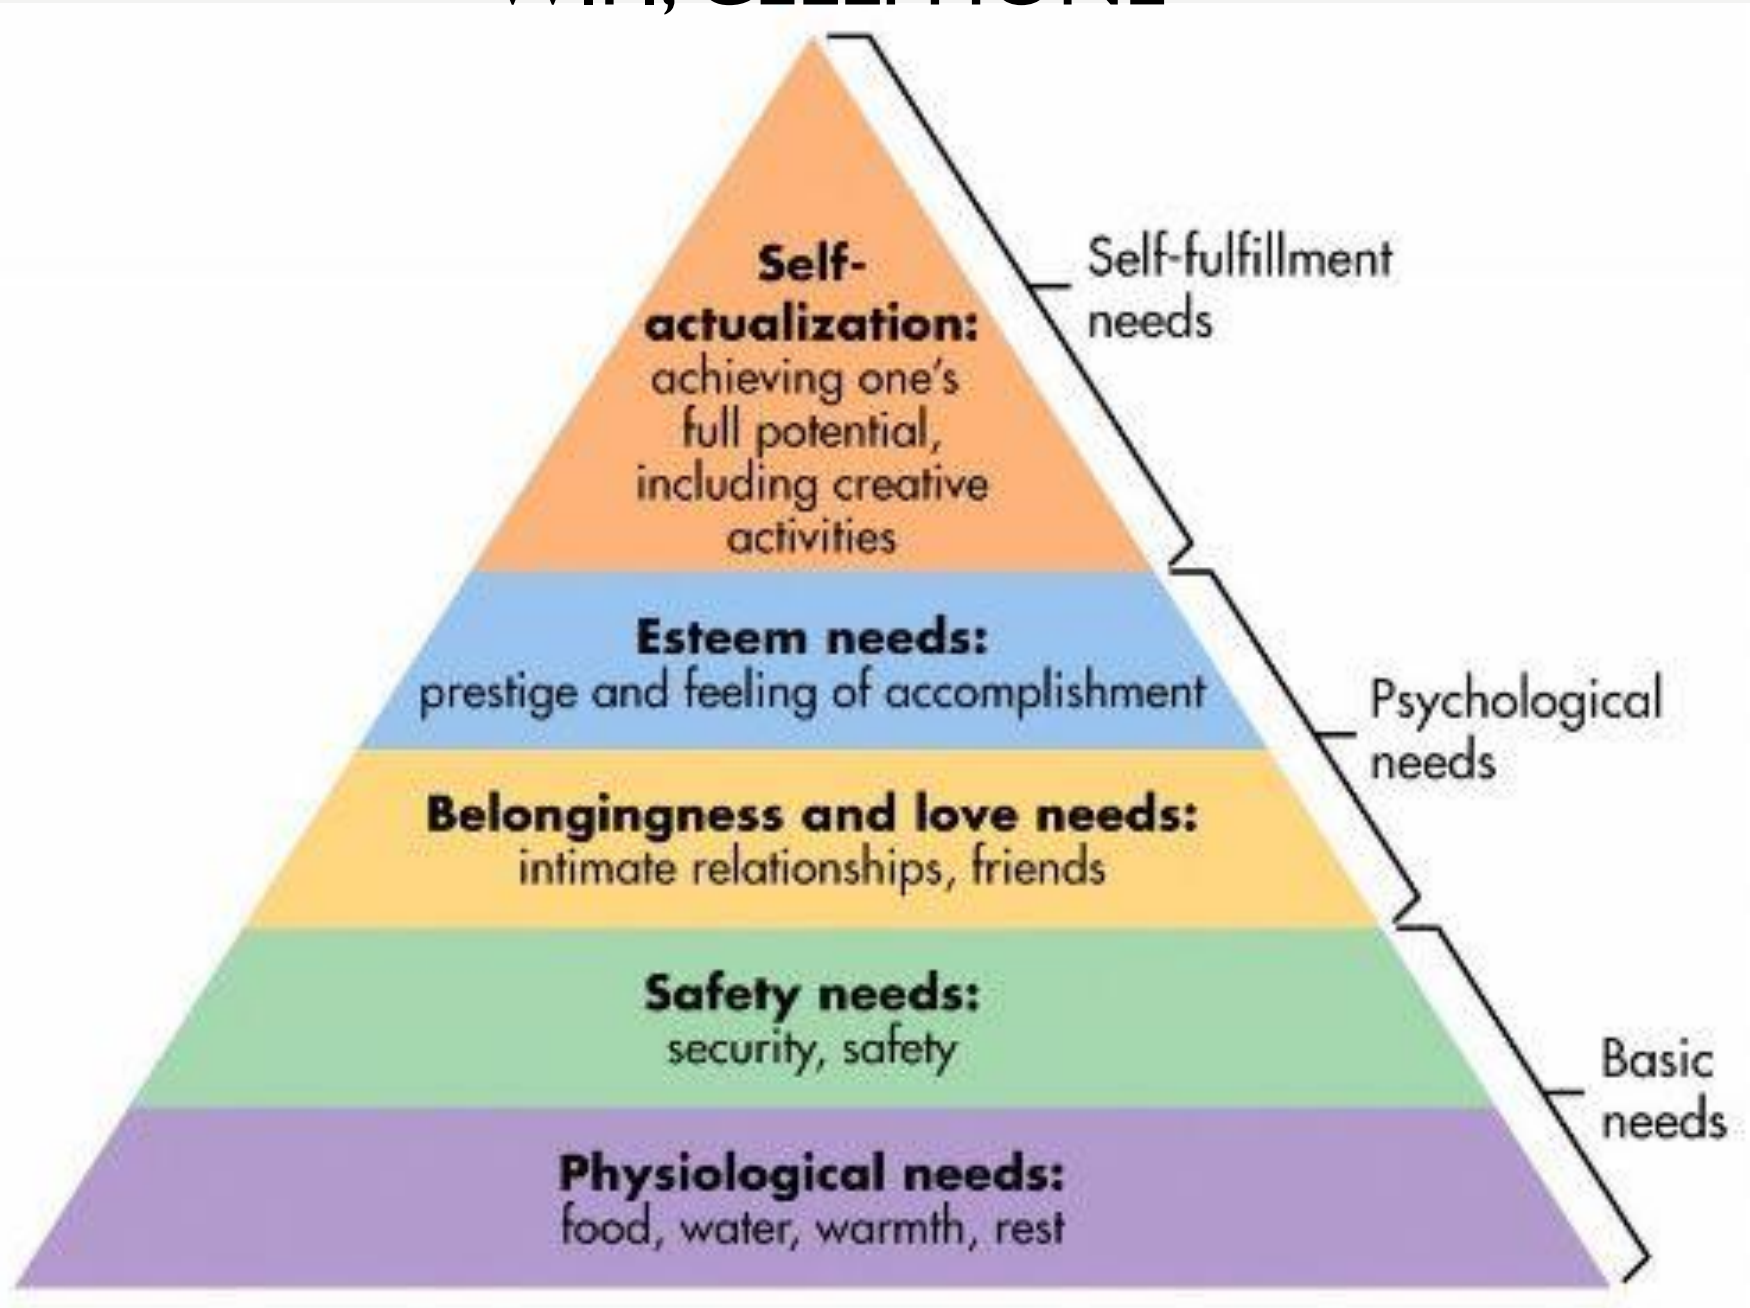 Self-
actualization:
achieving one's
full potential,
including creative
activities
Self-fulfillment
needs
Esteem needs:
prestige and feeling of accomplishment
Psychological
needs
Belongingness and love needs:
intimate relationships, friends
Safety needs:
security, safety
Basic
needs
Physiological needs:
food, water, warmth, rest